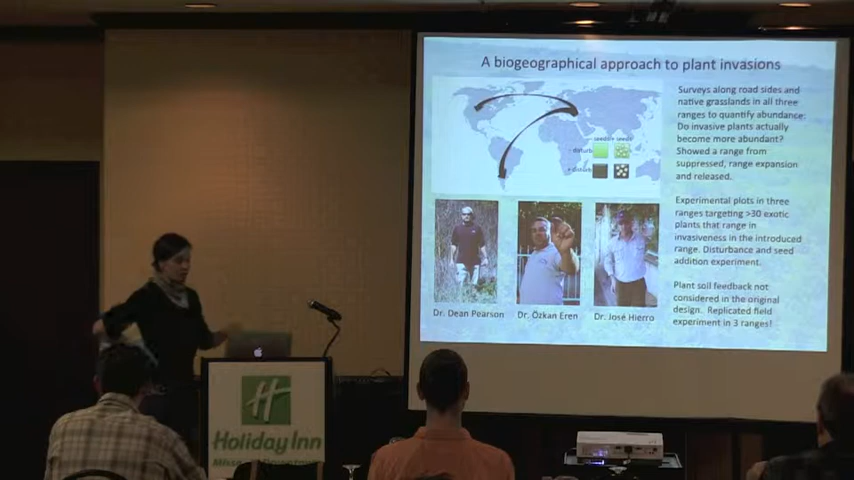 A biogeographical approach to plant invasions
Surveys along road sides and
native grasslands in all three
ranges to quantify abundance:
Do invasive plants actually
become more abundant?
Showed a range from
suppressed, range expansion
and released.
Experimental plots in three
ranges targeting >30 exotic
plants that range in
invasiveness in the introduced
range. Disturbance and seed
addition experiment.
Plant soil feedback not
considered in the original
design. Replicated field
experiment in 3 ranges!
Dr. Dean Pearson
Dr. Özkan Eren
Dr. José Hierro
H
Holiday Inn